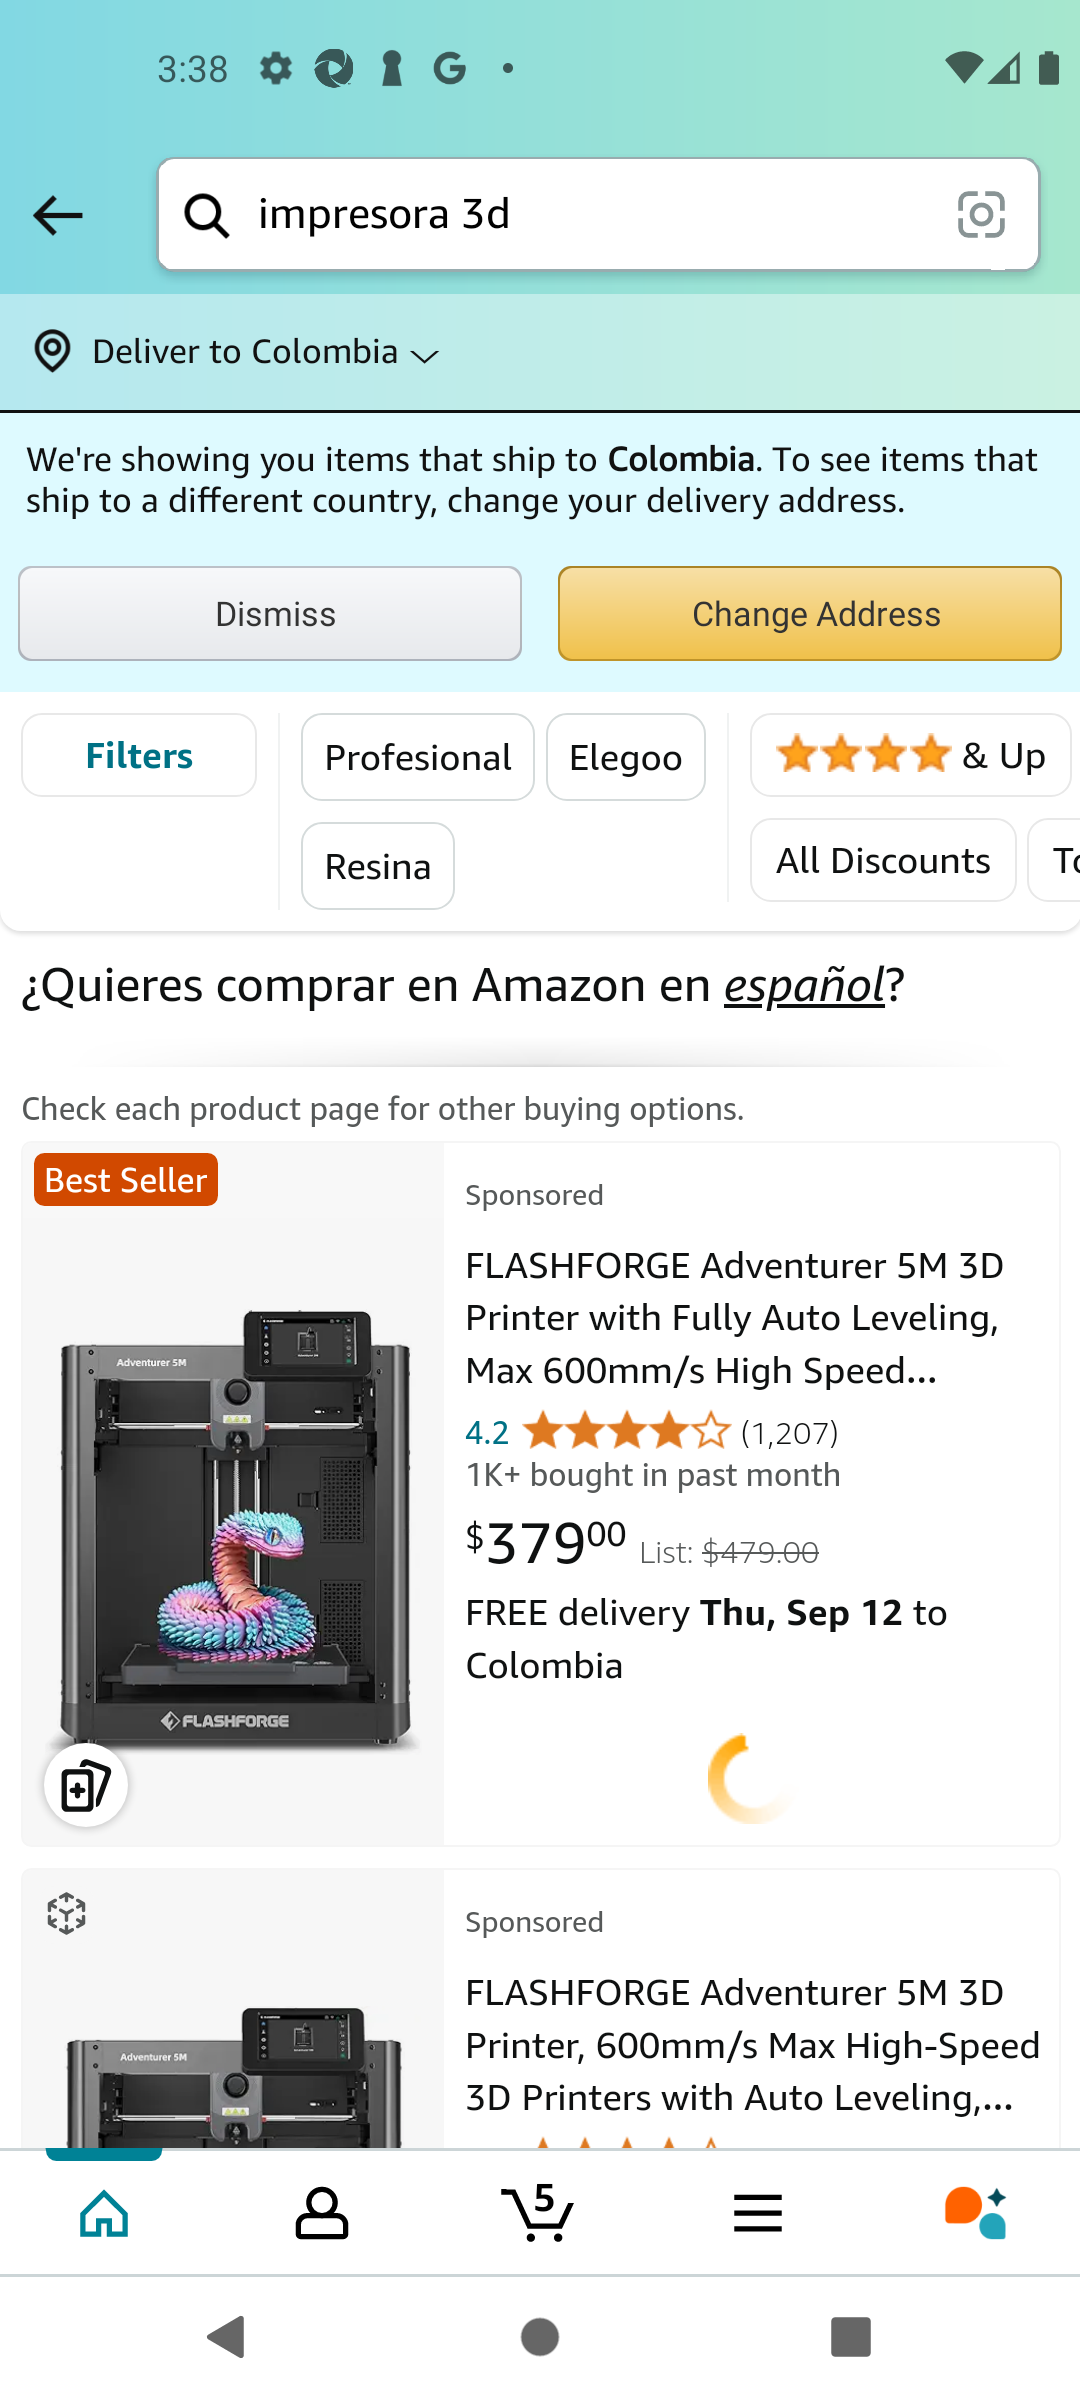 3:38
impresora 3d
Deliver to Colombia
We're showing you items that ship to Colombia. To see items that
ship to a different country, change your delivery address.
Dismiss
Change Address
Filters
Profesional
Elegoo
& Up
Resina
All Discounts
¿Quieres comprar en Amazon en español?
Check each product page for other buying options.
Best Seller
Adventurer 5M
FLASHFORGE
Sponsored
FLASHFORGE Adventurer 5M 3D
Printer with Fully Auto Leveling,
Max 600mm/s High Speed...
4.2 (1,207)
1K+ bought in past month
$37900 List: $479.00
FREE delivery Thu, Sep 12 to
Colombia
Adventurer 5M
Sponsored
FLASHFORGE Adventurer 5M 3D
Printer, 600mm/s Max High-Speed
3D Printers with Auto Leveling,...
5